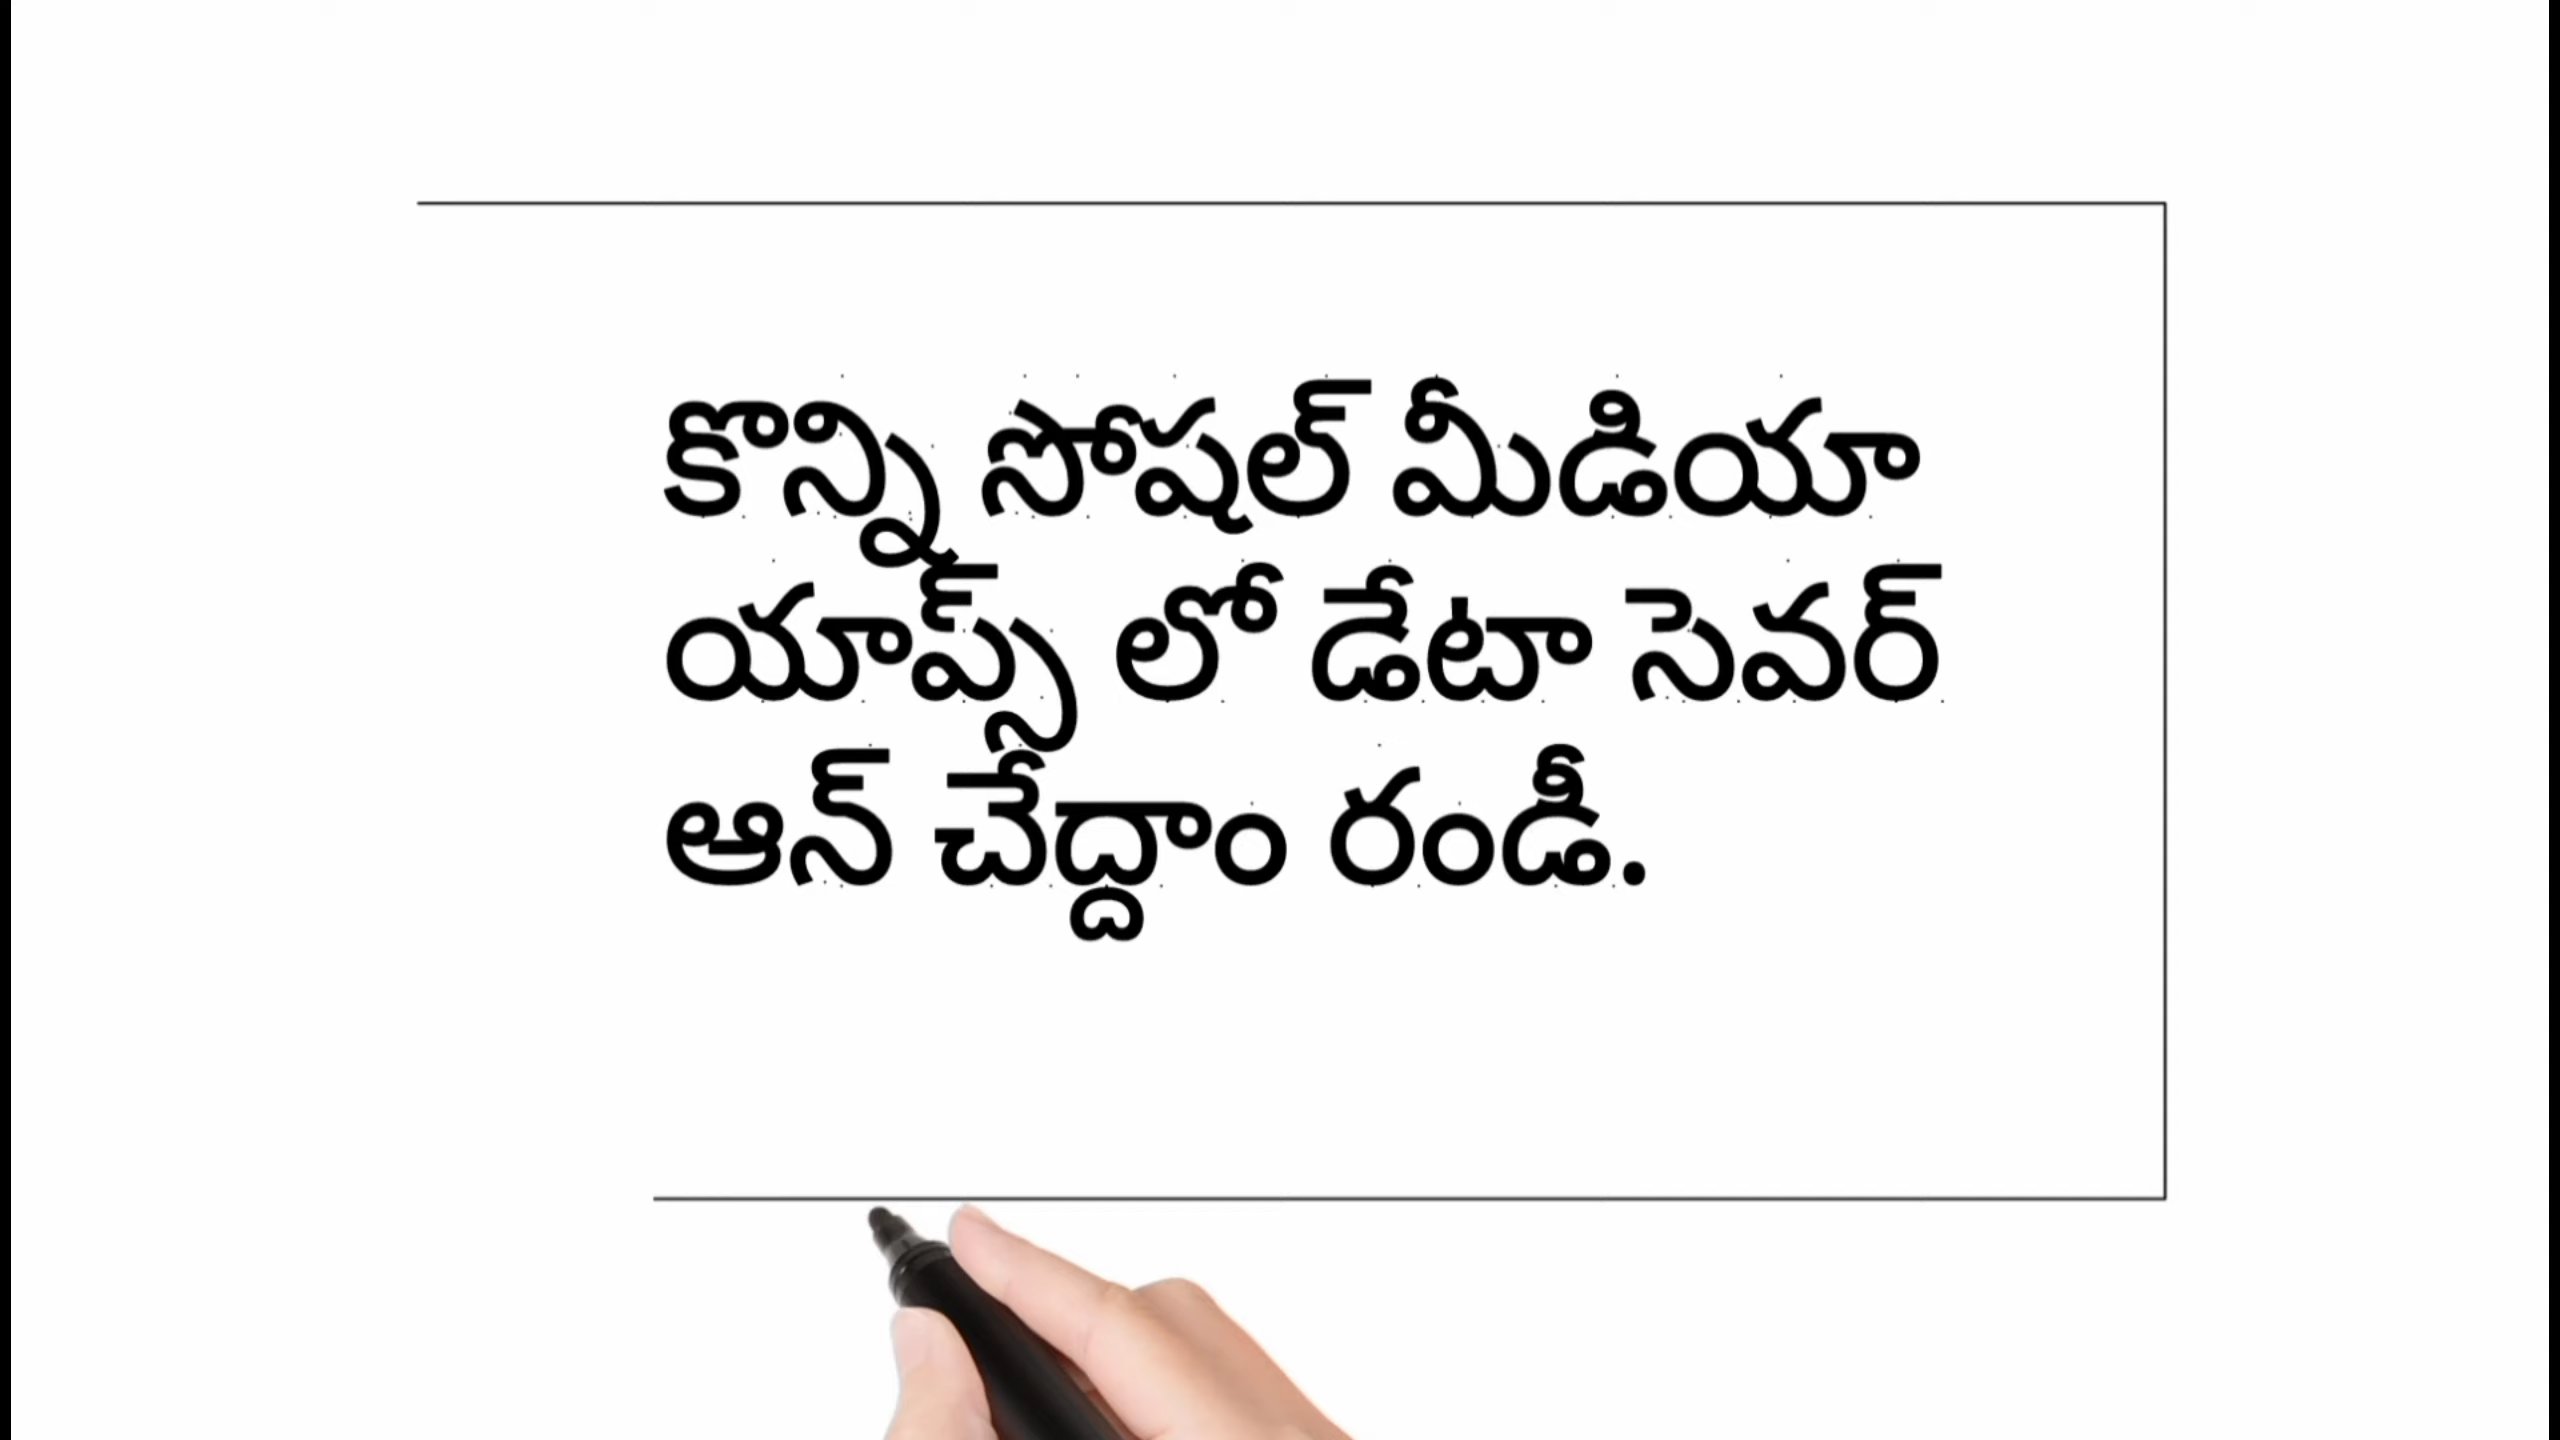 కొన్ని సోషల్ మీడియా
యాప్స్ లో డేటా సెవర్
ఆన్ చేద్దాం రండీ.